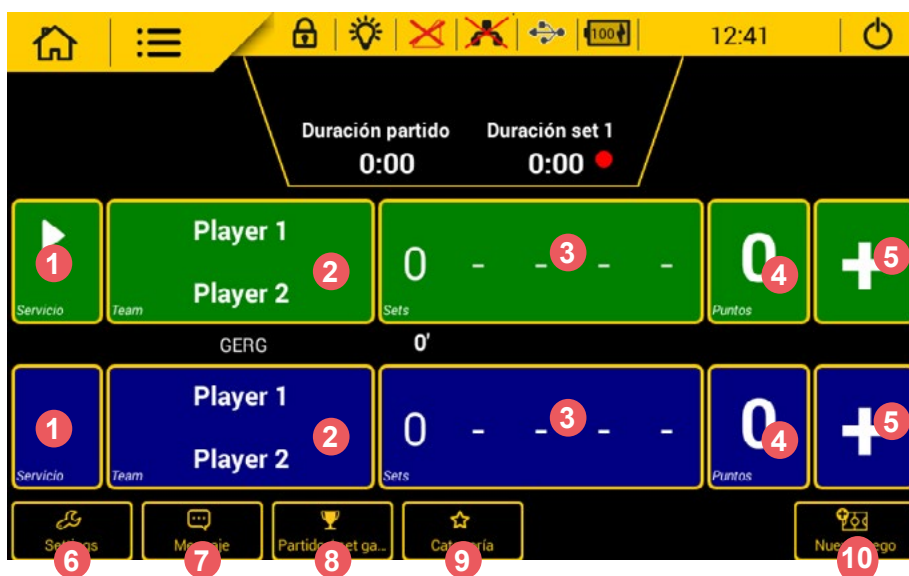 100
12:41
Duración partido Duración set 1
0:00 0:00
Player 1
1 2 0 - - 3 - - 0 4 + 5
Player 2
Servicio Team Sets Puntos
GERG 0'
Player 1
1 2 0 - - 3 - - 0 4 + 5
Player 2
Servicio Team Sets Puntos
6 7 8 9 10